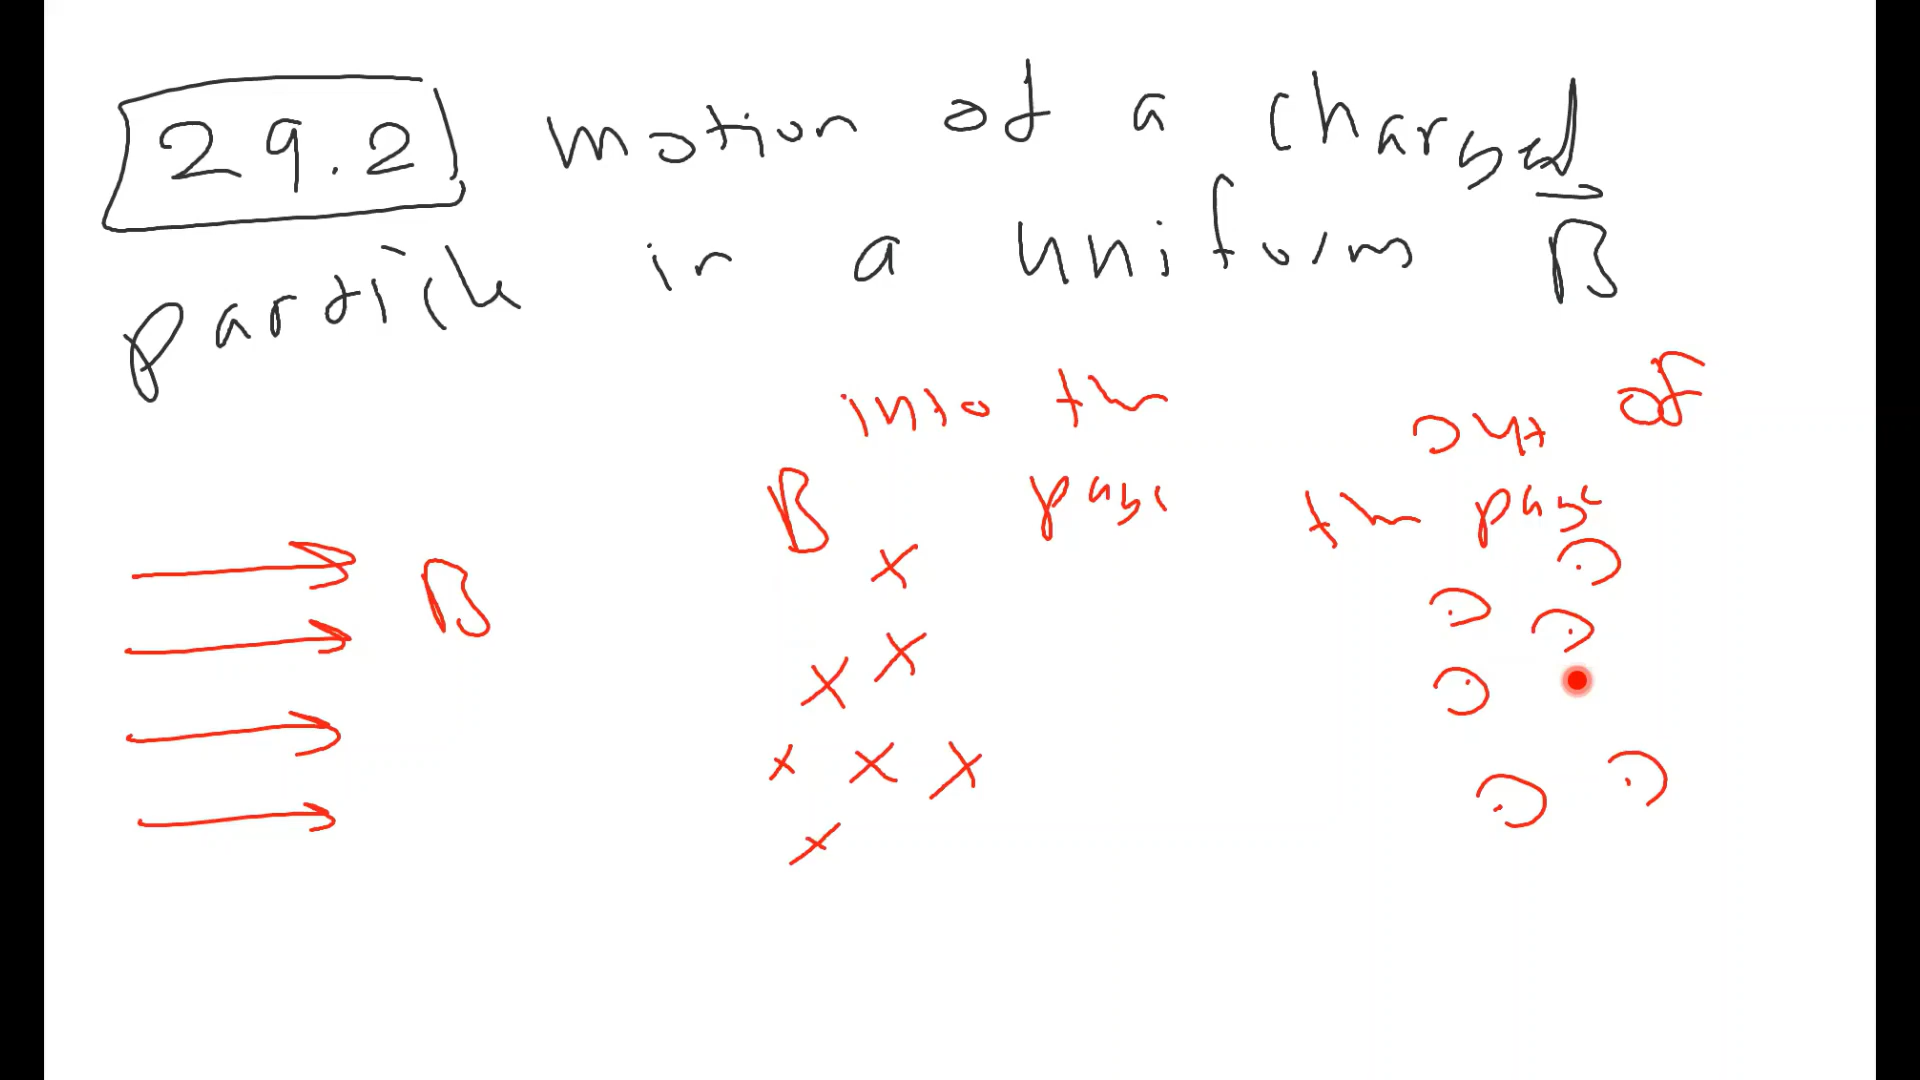 29.2 motion of a charged
particle in a uniform B
into the
page
out of
the page
B
B